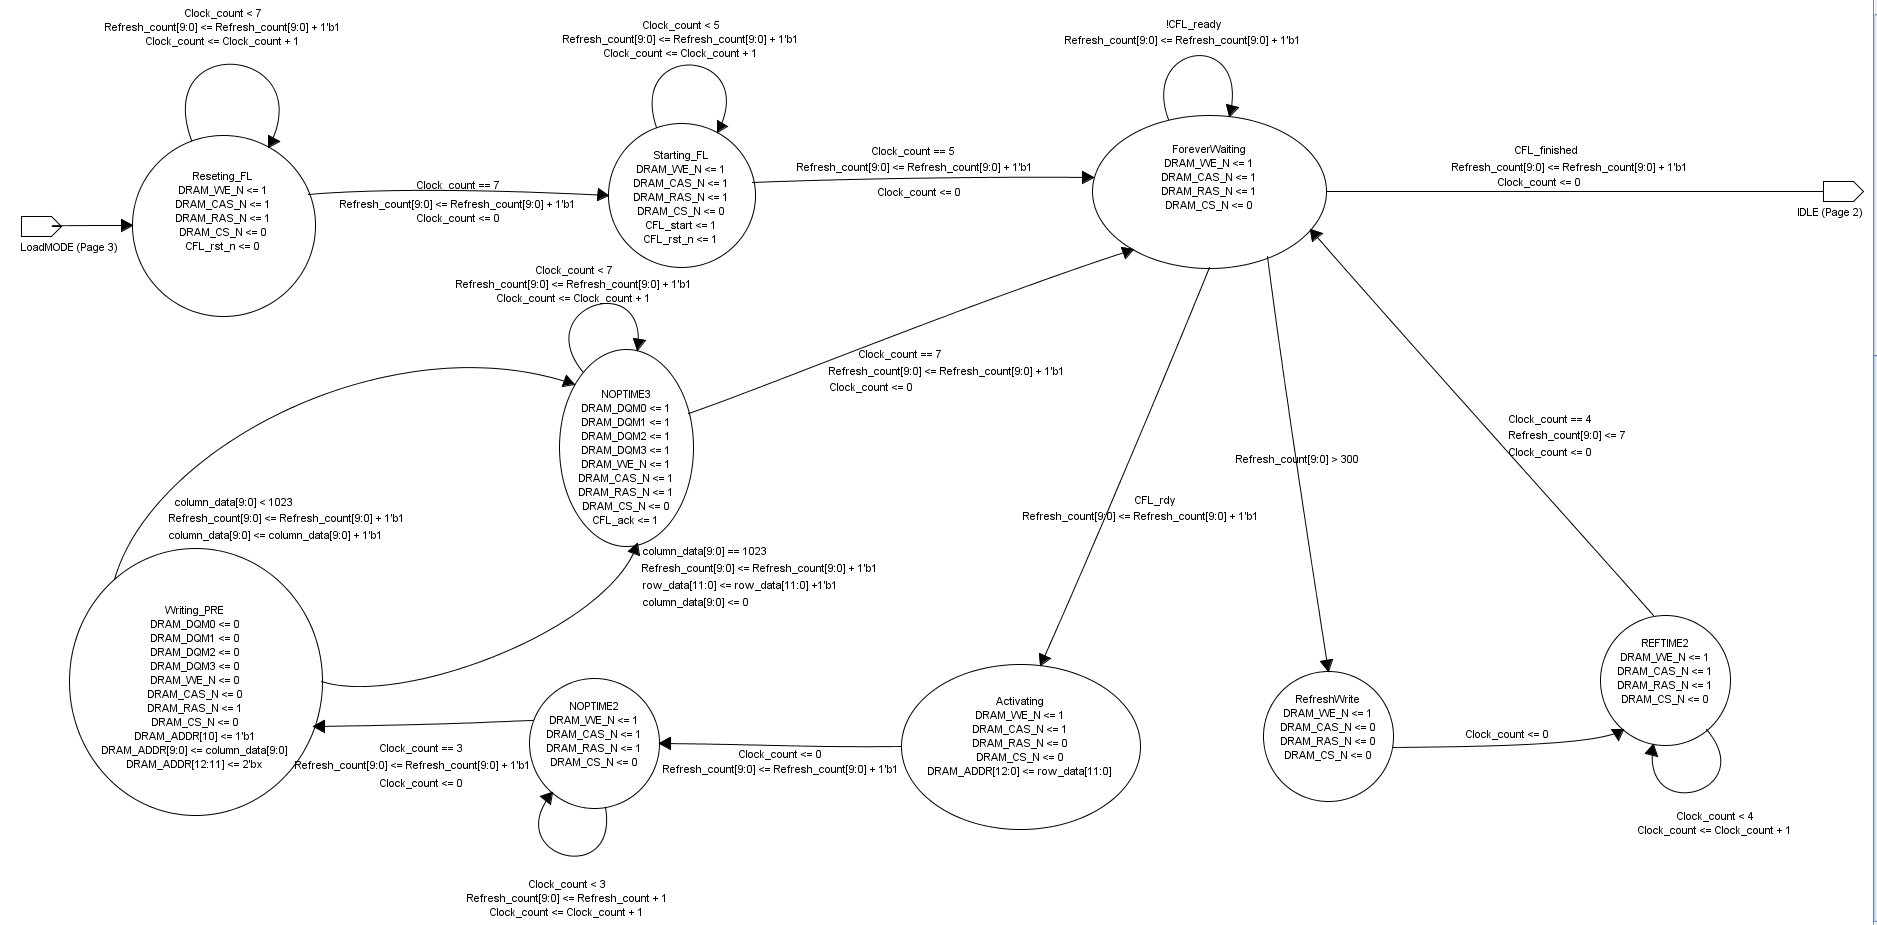 Clock_count < 7
Refresh_count[9:0] <= Refresh_count[9:0] + 1'b1
Clock_count <= Clock_count + 1
Clock_count < 5
Refresh_count[9:0] <= Refresh_count[9:0] + 1'b1
Clock_count <= Clock_count + 1
!CFL_ready
Refresh_count[9:0] <= Refresh_count[9:0] + 1'b1
LoadMODE (Page 3)
Reseting_FL
DRAM_WE_N <= 1
DRAM_CAS_N <= 1
DRAM_RAS_N <= 1
DRAM_CS_N <= 0
CFL_rst_n <= 0
Clock_count == 7
Refresh_count[9:0] <= Refresh_count[9:0] + 1'b1
Clock_count <= 0
Starting_FL
DRAM_WE_N <= 1
DRAM_CAS_N <= 1
DRAM_RAS_N <= 1
DRAM_CS_N <= 0
CFL_start <= 1
CFL_rst_n <= 1
Clock_count == 5
Refresh_count[9:0] <= Refresh_count[9:0] + 1'b1
Clock_count <= 0
ForeverWaiting
DRAM_WE_N <= 1
DRAM_CAS_N <= 1
DRAM_RAS_N <= 1
DRAM_CS_N <= 0
CFL_finished
Refresh_count[9:0] <= Refresh_count[9:0] + 1'b1
Clock_count <= 0
IDLE (Page 2)
Clock_count < 7
Refresh_count[9:0] <= Refresh_count[9:0] + 1'b1
Clock_count <= Clock_count + 1
NOPTIME3
DRAM_DQM0 <= 1
DRAM_DQM1 <= 1
DRAM_DQM2 <= 1
DRAM_DQM3 <= 1
DRAM_WE_N <= 1
DRAM_CAS_N <= 1
DRAM_RAS_N <= 1
DRAM_CS_N <= 0
CFL_ack <= 1
Clock_count == 7
Refresh_count[9:0] <= Refresh_count[9:0] + 1'b1
Clock_count <= 0
Clock_count == 4
Refresh_count[9:0] <= 7
Clock_count <= 0
Refresh_count[9:0] > 300
CFL_rdy
Refresh_count[9:0] <= Refresh_count[9:0] + 1'b1
column_data[9:0] < 1023
Refresh_count[9:0] <= Refresh_count[9:0] + 1'b1
column_data[9:0] <= column_data[9:0] + 1'b1
column_data[9:0] == 1023
Refresh_count[9:0] <= Refresh_count[9:0] + 1'b1
row_data[11:0] <= row_data[11:0] +1'b1
column_data[9:0] <= 0
Writing_PRE
DRAM_DQM0 <= 0
DRAM_DQM1 <= 0
DRAM_DQM2 <= 0
DRAM_DQM3 <= 0
DRAM_WE_N <= 0
DRAM_CAS_N <= 0
DRAM_RAS_N <= 1
DRAM_CS_N <= 0
DRAM_ADDR[10] <= 1'b1
DRAM_ADDR[9:0] <= column_data[9:0]
DRAM_ADDR[12:11] <= 2'bx
Clock_count == 3
Refresh_count[9:0] <= Refresh_count[9:0] + 1'b1
Clock_count <= 0
NOPTIME2
DRAM_WE_N <= 1
DRAM_CAS_N <= 1
DRAM_RAS_N <= 1
DRAM_CS_N <= 0
Clock_count <= 0
Refresh_count[9:0] <= Refresh_count[9:0] + 1'b1
Activating
DRAM_WE_N <= 1
DRAM_CAS_N <= 1
DRAM_RAS_N <= 0
DRAM_CS_N <= 0
DRAM_ADDR[12:0] <= row_data[11:0]
RefreshWrite
DRAM_WE_N <= 1
DRAM_CAS_N <= 0
DRAM_RAS_N <= 0
DRAM_CS_N <= 0
Clock_count <= 0
REFTIME2
DRAM_WE_N <= 1
DRAM_CAS_N <= 1
DRAM_RAS_N <= 1
DRAM_CS_N <= 0
Clock_count < 4
Clock_count <= Clock_count + 1
Clock_count < 3
Refresh_count[9:0] <= Refresh_count + 1
Clock_count <= Clock_count + 1